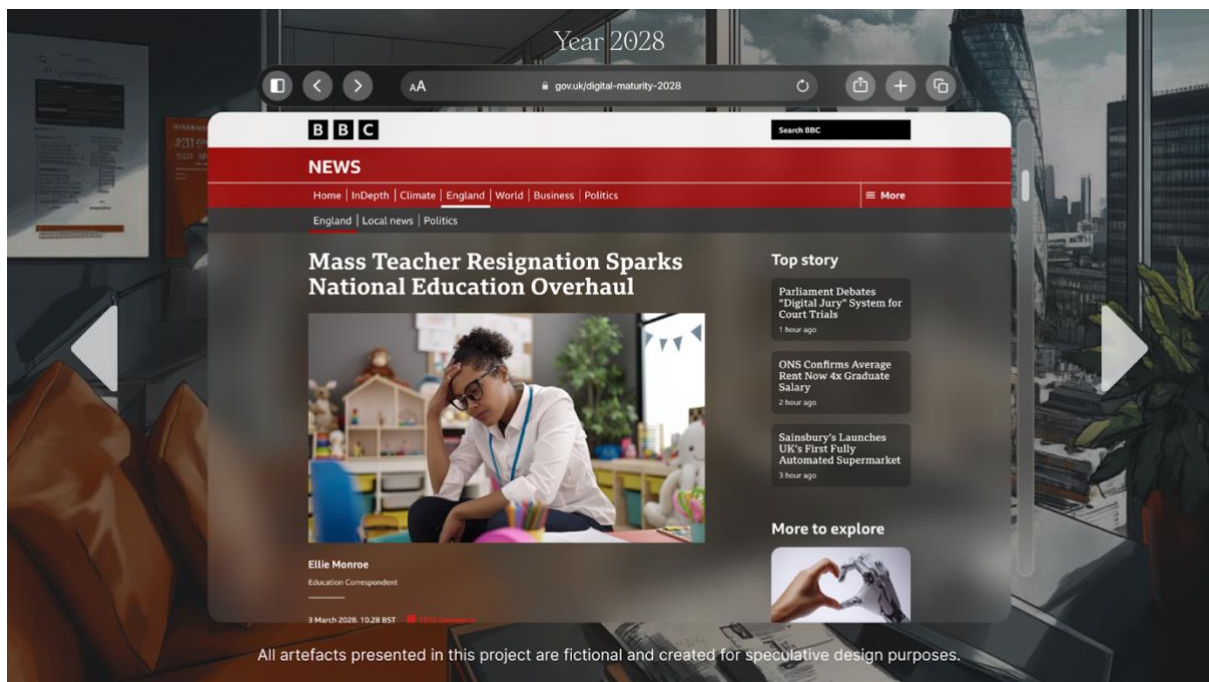 Year 2028
AA
gov.uk/digital-maturity-2028
BBC
Search BBC
NEWS
Home | InDepth | Climate | England | World | Business | Politics
More
England | Local news | Politics
Mass Teacher Resignation Sparks
National Education Overhaul
Top story
Parliament Debates
"Digital Jury" System for
Court Trials
1 hour ago
ONS Confirms Average
Rent Now 4x Graduate
Salary
2 hour ago
Sainsbury's Launches
UK's First Fully
Automated Supermarket
3 hour ago
More to explore
Ellie Monroe
Education Correspondent
3 March 2028. 10.28 BST
All artefacts presented in this project are fictional and created for speculative design purposes.